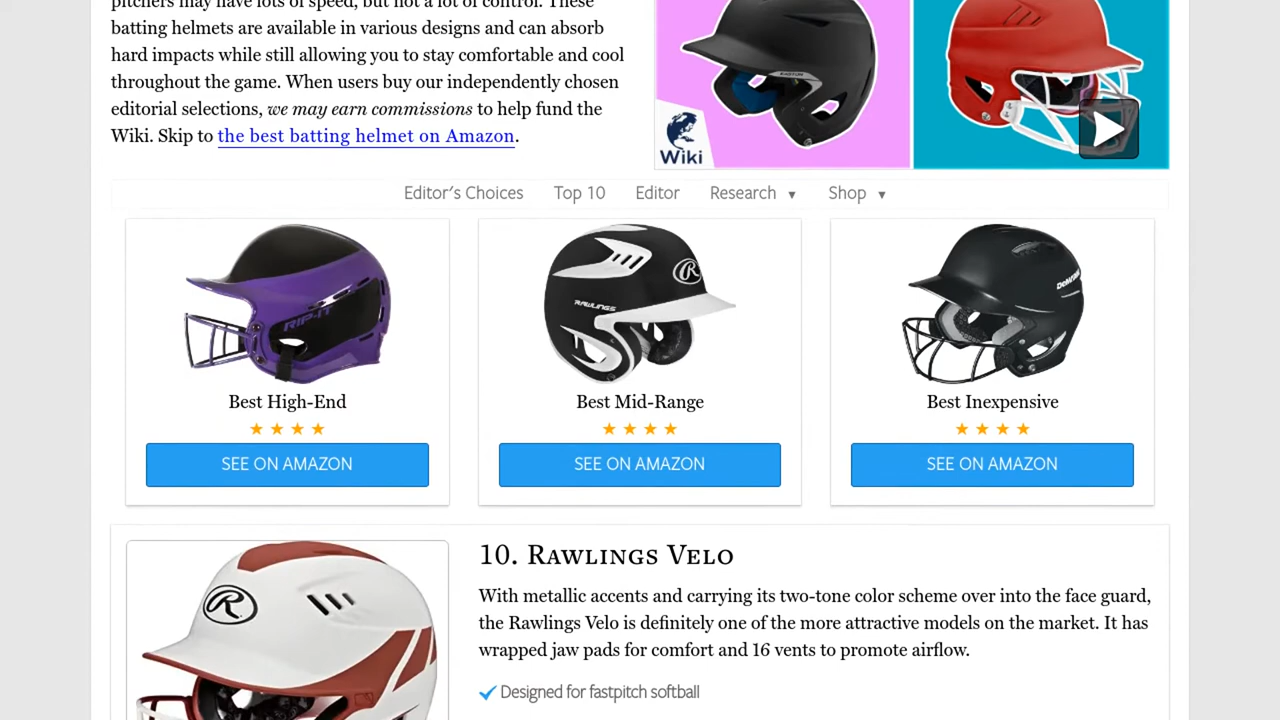 pitchers may have lots of speed, but not a lot of control. These
batting helmets are available in various designs and can absorb
hard impacts while still allowing you to stay comfortable and cool
throughout the game. When users buy our independently chosen
editorial selections, we may earn commissions to help fund the
Wiki. Skip to the best batting helmet on Amazon.
EASTON
Wiki
Editor's Choices Top 10 Editor Research ▼ Shop ▼
RIP-IT
R
RAWLINGS
DeMARINI
Best High-End
Best Mid-Range
Best Inexpensive
SEE ON AMAZON
SEE ON AMAZON
SEE ON AMAZON
R
10. Rawlings Velo
With metallic accents and carrying its two-tone color scheme over into the face guard,
the Rawlings Velo is definitely one of the more attractive models on the market. It has
wrapped jaw pads for comfort and 16 vents to promote airflow.
Designed for fastpitch softball